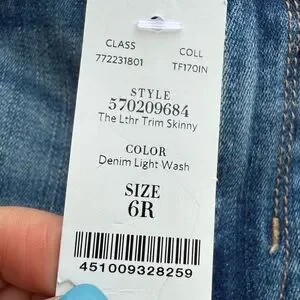 CLASS COLL
772231801 TF170IN
STYLE
570209684
The Lthr Trim Skinny
COLOR
Denim Light Wash
SIZE
6R
451009328259